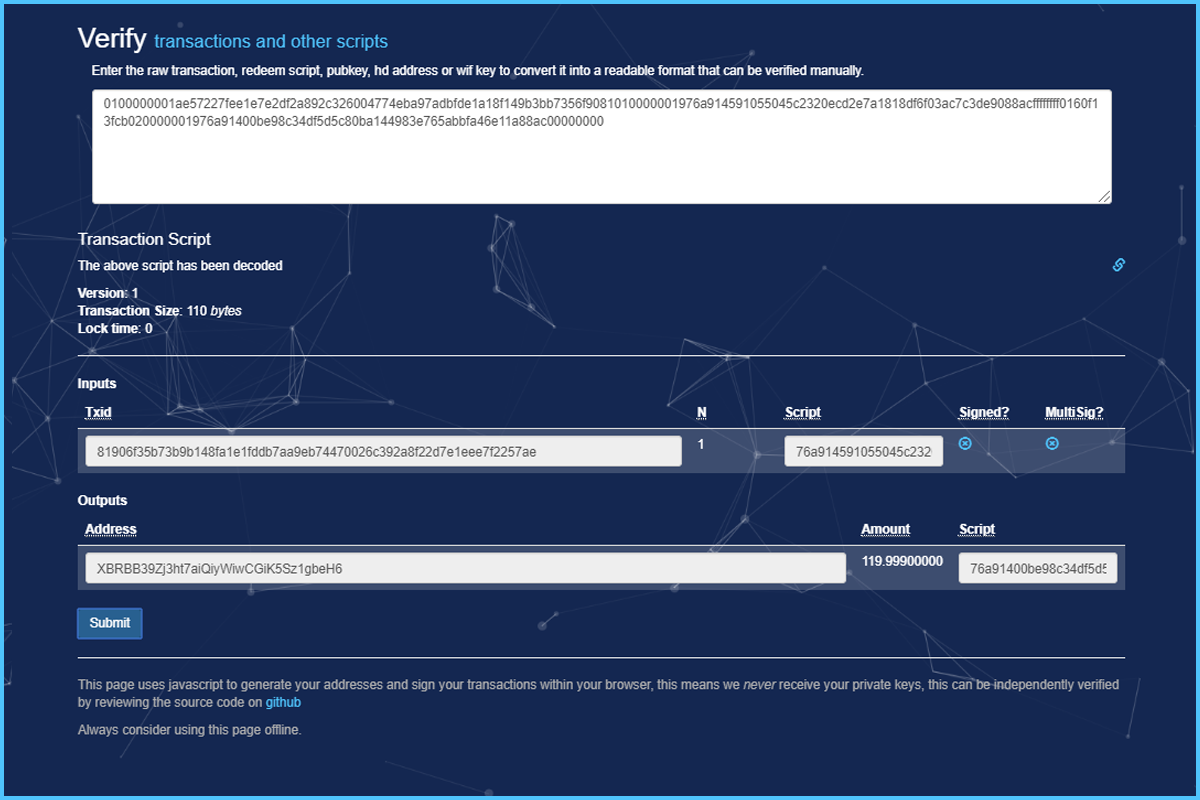 Verify transactions and other scripts
Enter the raw transaction, redeem script, pubkey, hd address or wif key to convert it into a readable format that can be verified manually.
0100000001ae57227fee1e7e2df2a892c326004774eba97adbfde1a18f149b3bb7356f9081010000001976a914591055045c2320ecd2e7a1818df6f03ac7c3de9088acffffffff0160f1
3fcb020000001976a91400be98c34df5d5c80ba144983e765abbfa46e11a88ac00000000
Transaction Script
The above script has been decoded
Version: 1
Transaction Size: 110 bytes
Lock time: 0
Inputs
Txid N Script Signed? MultiSig?
81906f35b73b9b148fa1e1fddb7aa9eb74470026c392a8f22d7e1eee7f2257ae 1 76a914591055045c232
Outputs
Address Amount Script
XBRBB39Zj3ht7aiQiyWiwCGiK5Sz1gbeH6 119.99900000 76a91400be98c34df5d5
Submit
This page uses javascript to generate your addresses and sign your transactions within your browser, this means we never receive your private keys, this can be independently verified
by reviewing the source code on github
Always consider using this page offline.